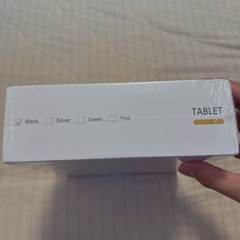 TABLET
☑ Black ☐ Silver ☐ Green ☐ Pink